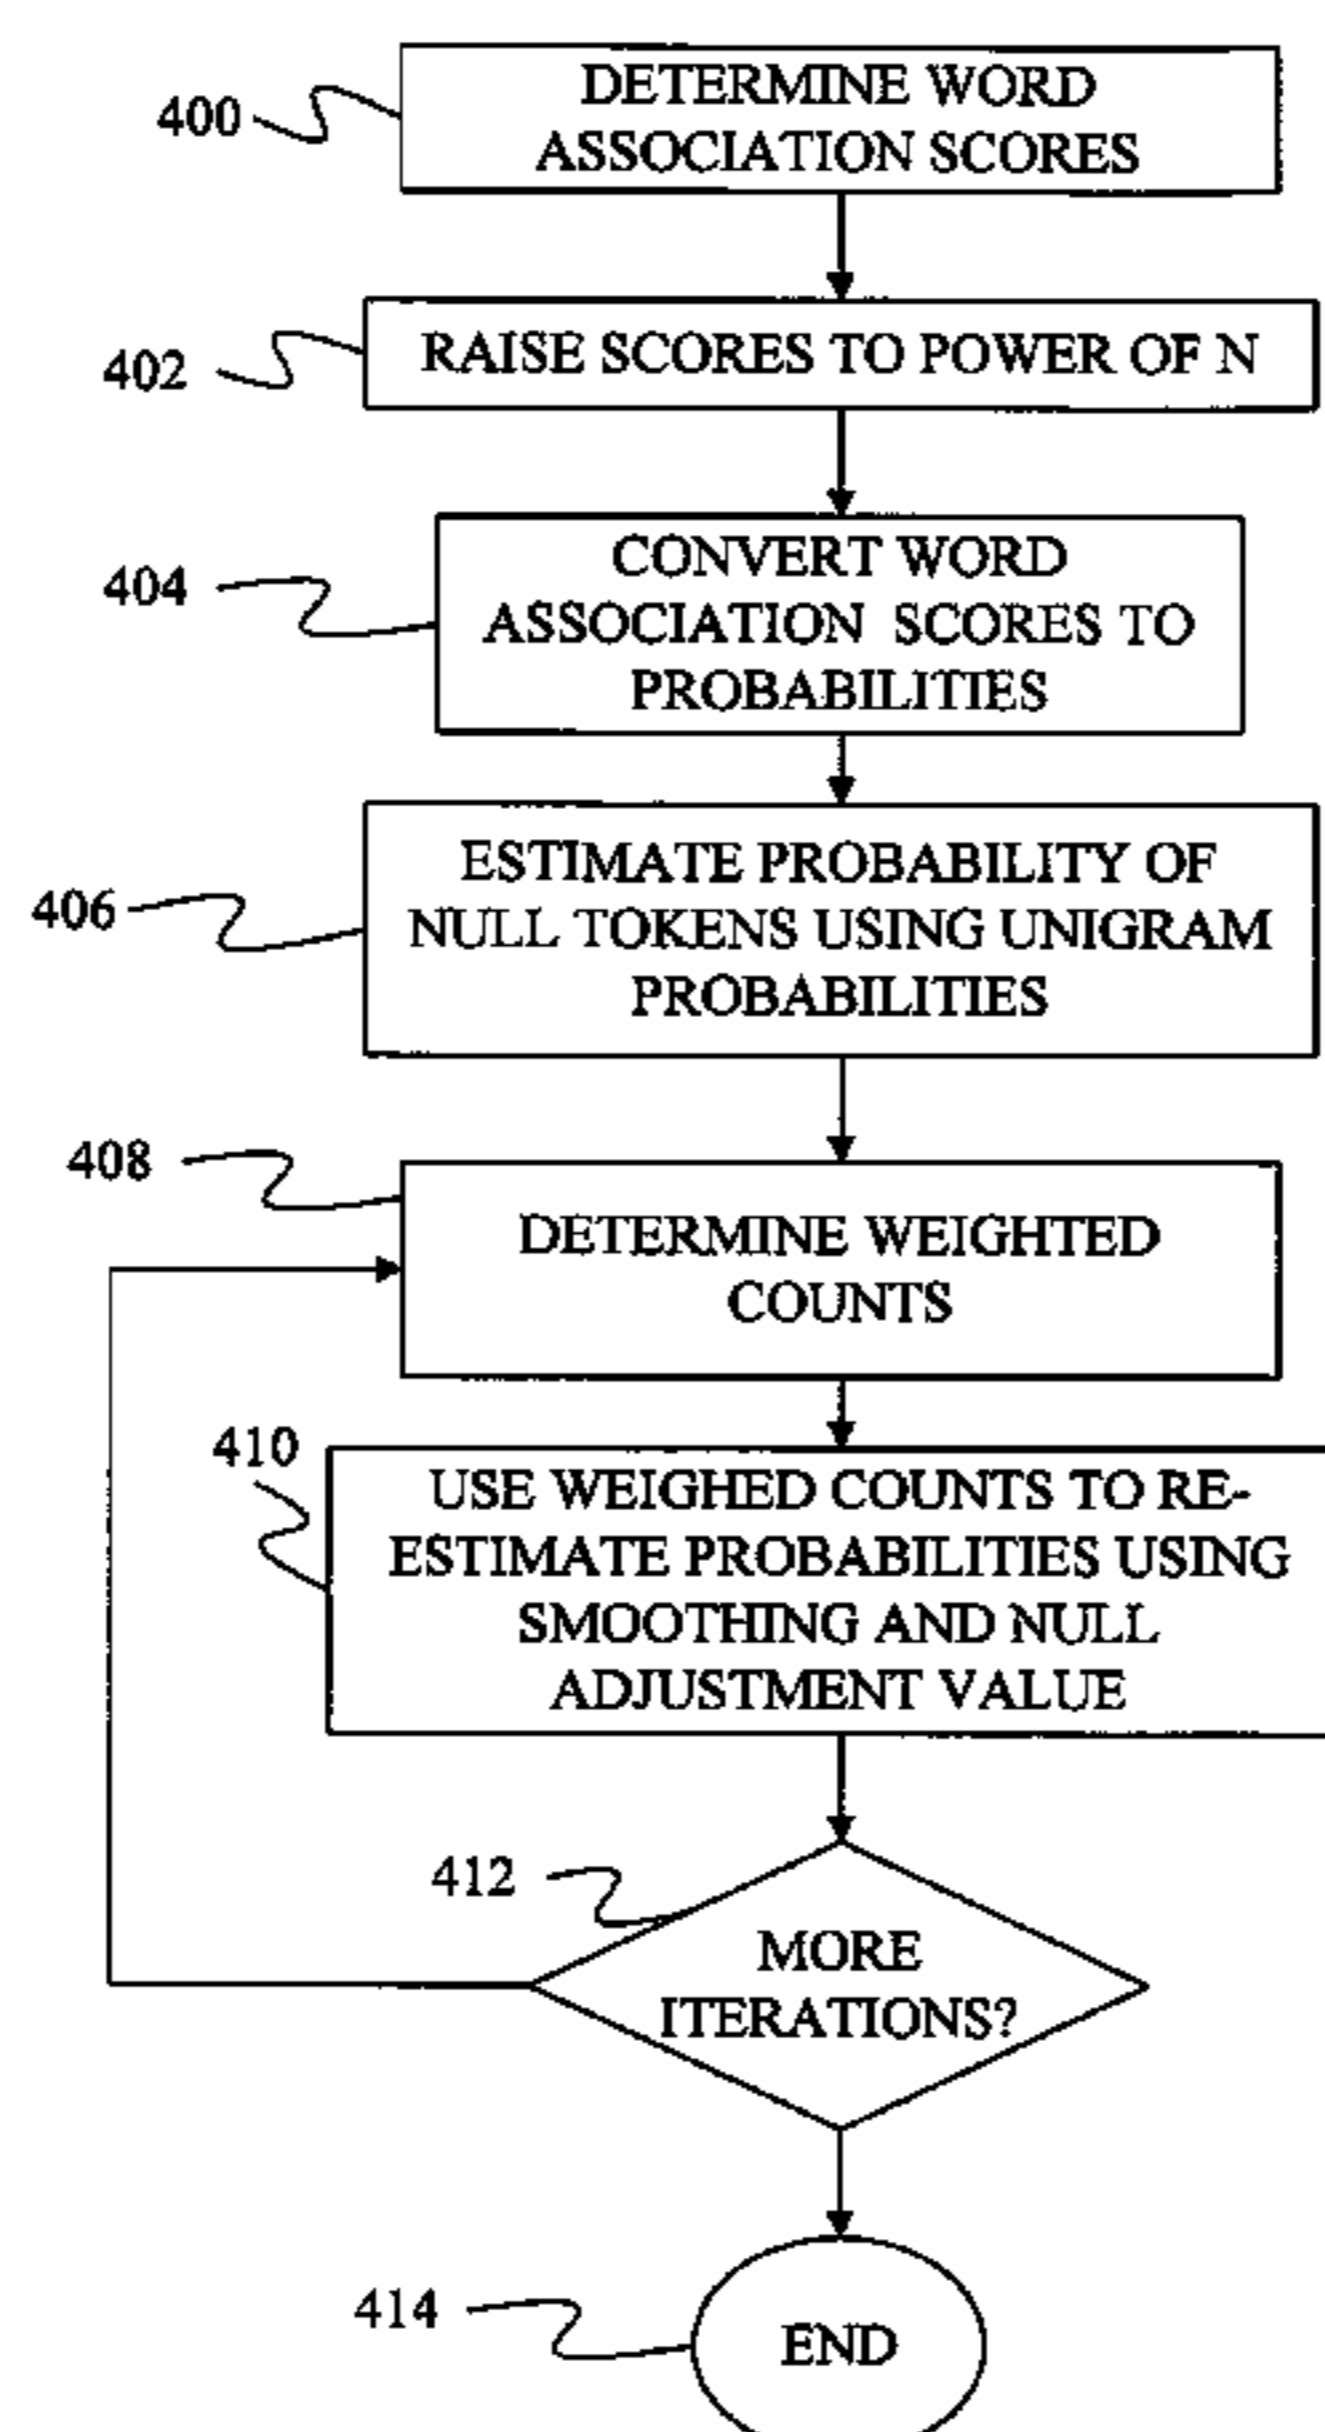 400
DETERMINE WORD
ASSOCIATION SCORES
402
RAISE SCORES TO POWER OF N
404
CONVERT WORD
ASSOCIATION SCORES TO
PROBABILITIES
406
ESTIMATE PROBABILITY OF
NULL TOKENS USING UNIGRAM
PROBABILITIES
408
DETERMINE WEIGHTED
COUNTS
410
USE WEIGHED COUNTS TO RE-
ESTIMATE PROBABILITIES USING
SMOOTHING AND NULL
ADJUSTMENT VALUE
412
MORE
ITERATIONS?
414
END